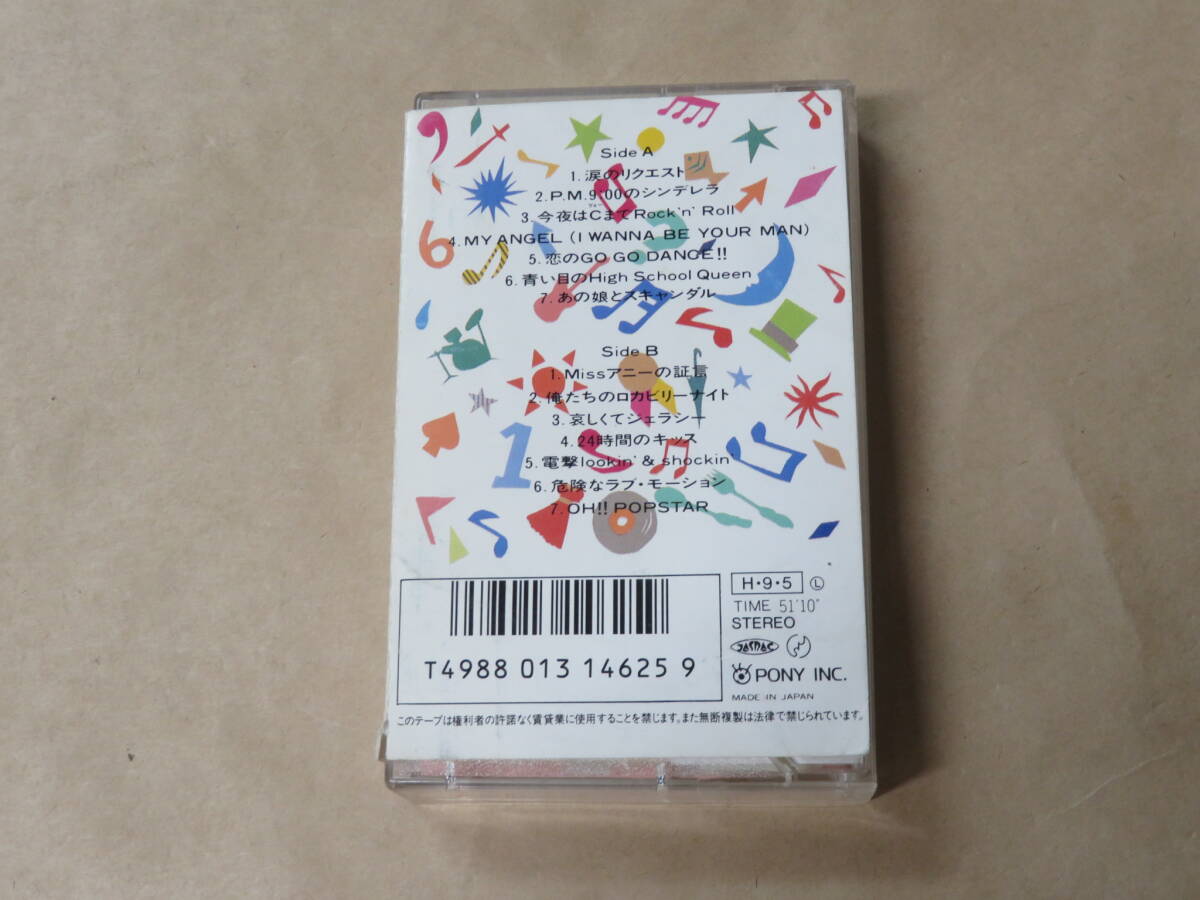 Side A
1. 涙のリクエスト
2. P.M. 9:00のシンデレラ
3. 今夜はCまでRock'n' Roll
4. MY ANGEL (I WANNA BE YOUR MAN)
5. 恋のGO GO DANCE!!
6. 青い目のHigh School Queen
7. あの娘とスキャンダル
Side B
1. Missアニーの証言
2. 俺たちのロカビリーナイト
3. 哀しくてジェラシー
4. 24時間のキッス
5. 電撃lookin' & shockin'
6. 危険なラブ・モーション
7. OH!! POPSTAR
H・9・5 Ⓛ
TIME 51'10"
STEREO
JASRAC
PONY INC.
MADE IN JAPAN
T4988 013 14625 9
このテープは権利者の許諾なく賃貸業に使用することを禁じます。また無断複製は法律で禁じられています。